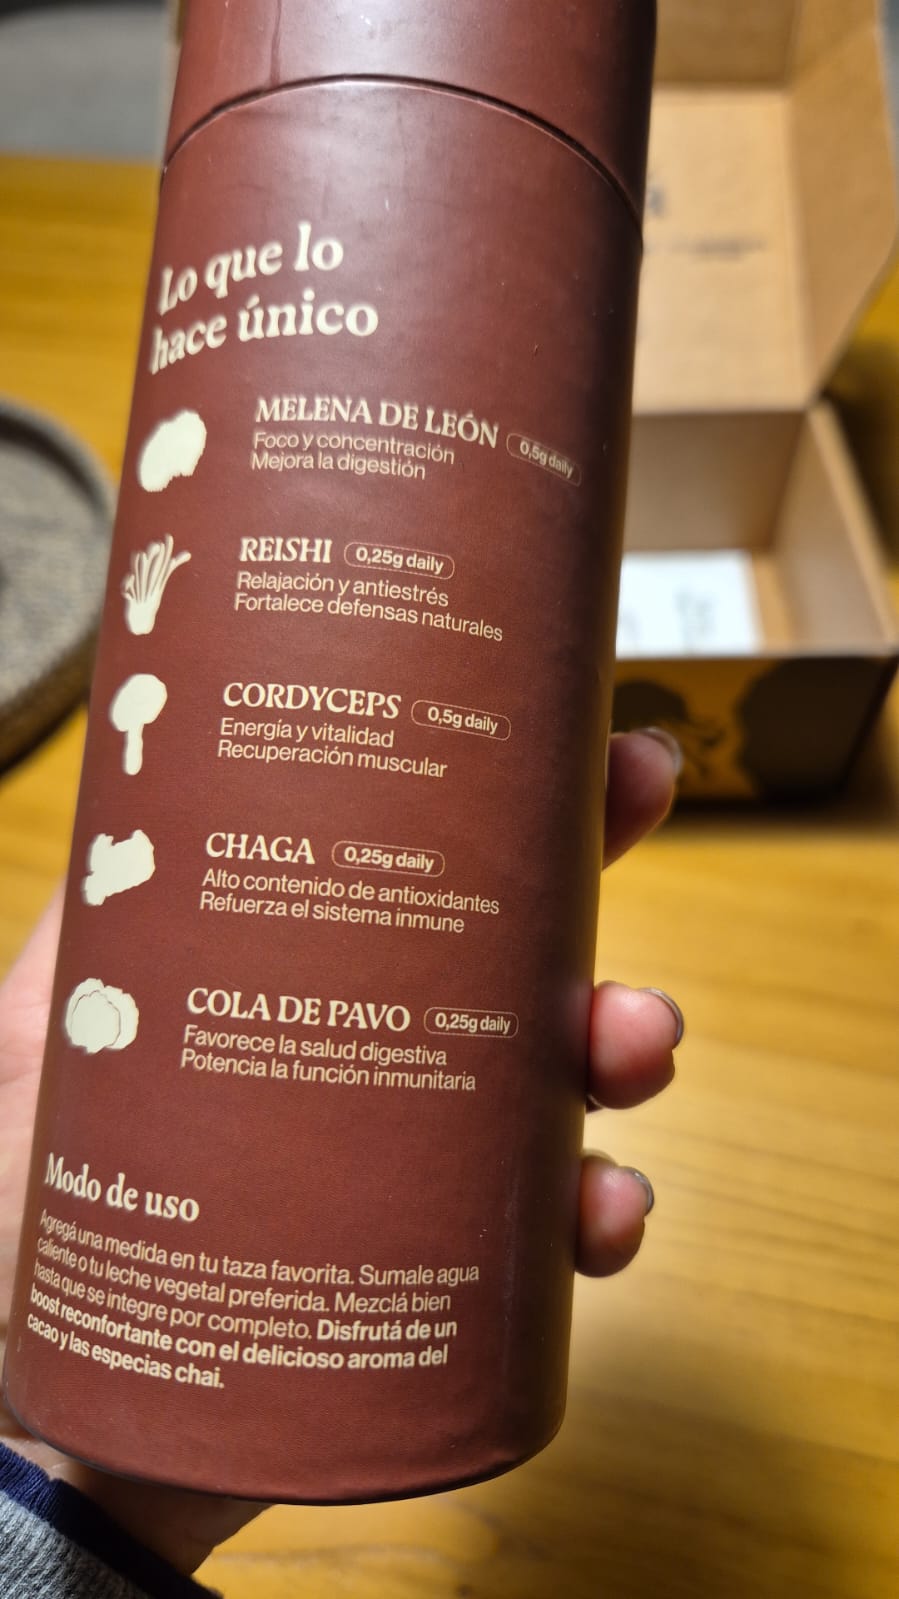 Lo que lo
hace único
MELENA DE LEÓN 0,5g daily
Foco y concentración
Mejora la digestión
REISHI 0,25g daily
Relajación y antiestrés
Fortalece defensas naturales
CORDYCEPS 0,5g daily
Energía y vitalidad
Recuperación muscular
CHAGA 0,25g daily
Alto contenido de antioxidantes
Refuerza el sistema inmune
COLA DE PAVO 0,25g daily
Favorece la salud digestiva
Potencia la función inmunitaria
Modo de uso
Agregá una medida en tu taza favorita. Sumale agua
caliente o tu leche vegetal preferida. Mezclá bien
hasta que se integre por completo. Disfrutá de un
boost reconfortante con el delicioso aroma del
cacao y las especias chai.